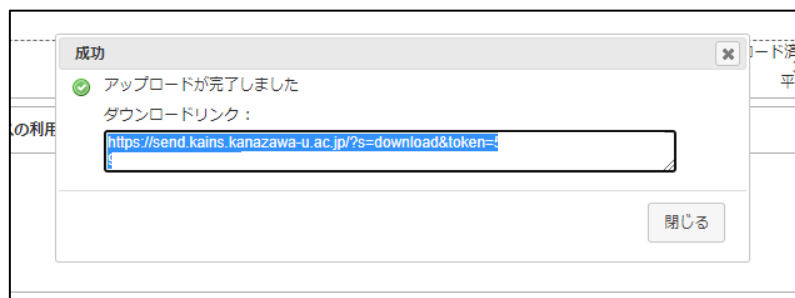 成功
ード済
アップロードが完了しました
平
ダウンロードリンク：
の利用
https://send.kains.kanazawa-u.ac.jp/?s=download&token=5
閉じる